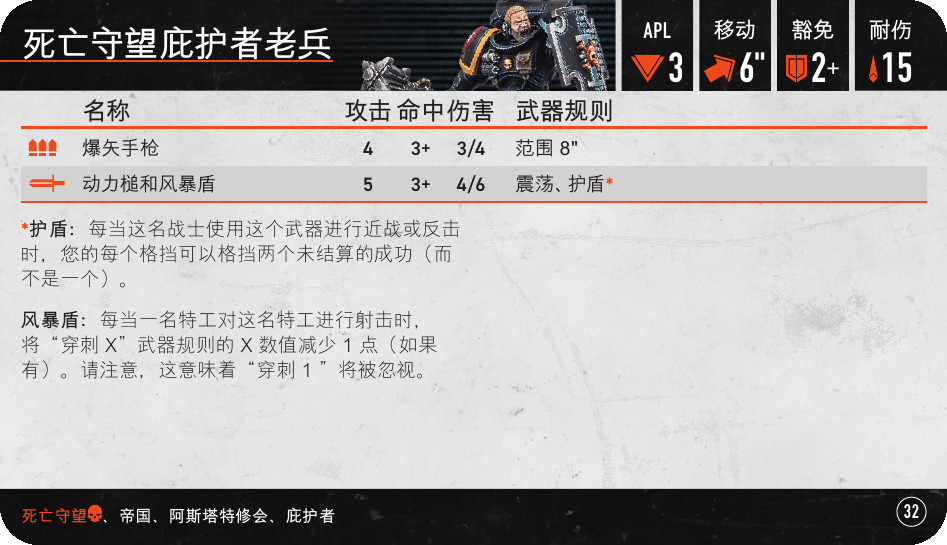 死亡守望庇护者老兵
APL 移动 豁免 耐伤
3 6" 2+ 15
名称 攻击 命中 伤害 武器规则
爆矢手枪 4 3+ 3/4 范围 8"
动力槌和风暴盾 5 3+ 4/6 震荡、护盾*
*护盾：每当这名战士使用这个武器进行近战或反击
时，您的每个格挡可以格挡两个未结算的成功（而
不是一个）。
风暴盾：每当一名特工对这名特工进行射击时，
将“穿刺 X”武器规则的 X 数值减少 1 点（如果
有）。请注意，这意味着“穿刺 1 ”将被忽视。
死亡守望、帝国、阿斯塔特修会、庇护者
32